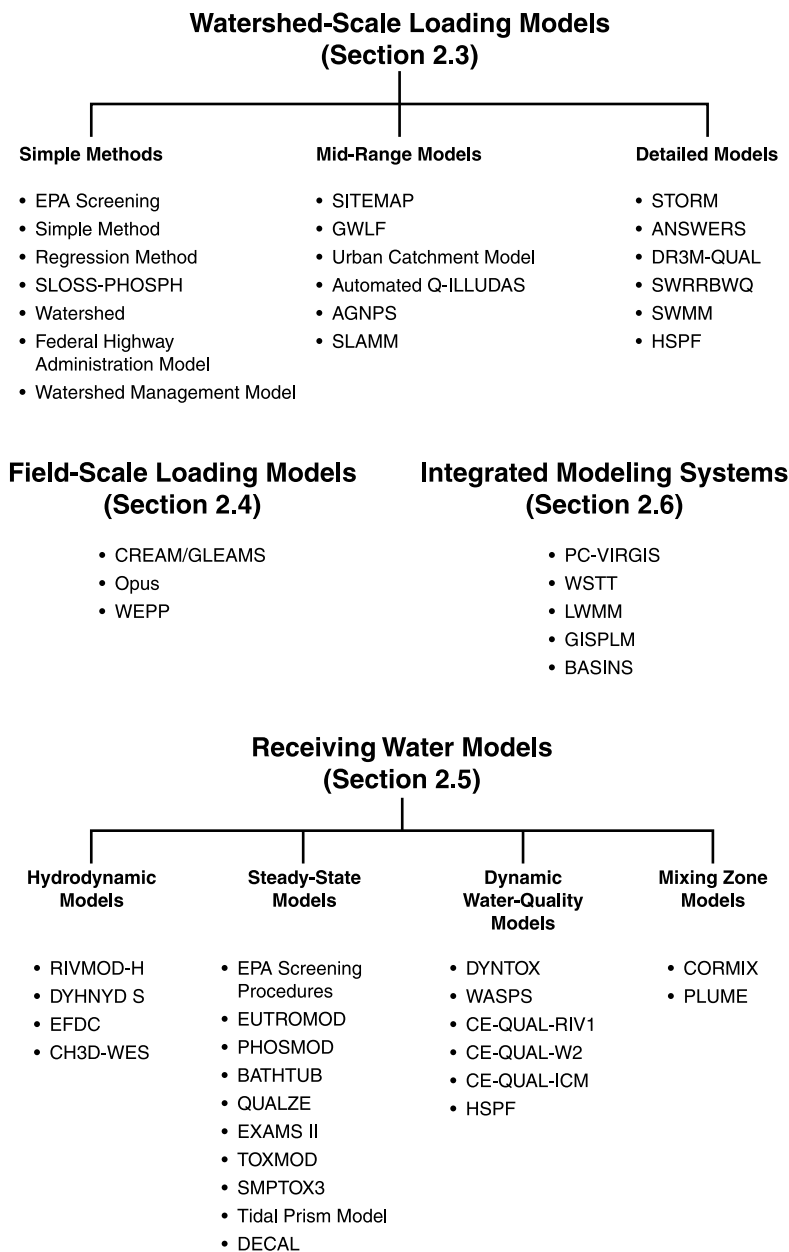 Watershed-Scale Loading Models
(Section 2.3)
Simple Methods
• EPA Screening
• Simple Method
• Regression Method
• SLOSS-PHOSPH
• Watershed
• Federal Highway
Administration Model
• Watershed Management Model
Mid-Range Models
• SITEMAP
• GWLF
• Urban Catchment Model
• Automated Q-ILLUDAS
• AGNPS
• SLAMM
Detailed Models
• STORM
• ANSWERS
• DR3M-QUAL
• SWRRBWQ
• SWMM
• HSPF
Field-Scale Loading Models
(Section 2.4)
• CREAM/GLEAMS
• Opus
• WEPP
Integrated Modeling Systems
(Section 2.6)
• PC-VIRGIS
• WSTT
• LWMM
• GISPLM
• BASINS
Receiving Water Models
(Section 2.5)
Hydrodynamic
Models
• RIVMOD-H
• DYHNYD S
• EFDC
• CH3D-WES
Steady-State
Models
• EPA Screening
Procedures
• EUTROMOD
• PHOSMOD
• BATHTUB
• QUALZE
• EXAMS II
• TOXMOD
• SMPTOX3
• Tidal Prism Model
• DECAL
Dynamic
Water-Quality
Models
• DYNTOX
• WASPS
• CE-QUAL-RIV1
• CE-QUAL-W2
• CE-QUAL-ICM
• HSPF
Mixing Zone
Models
• CORMIX
• PLUME